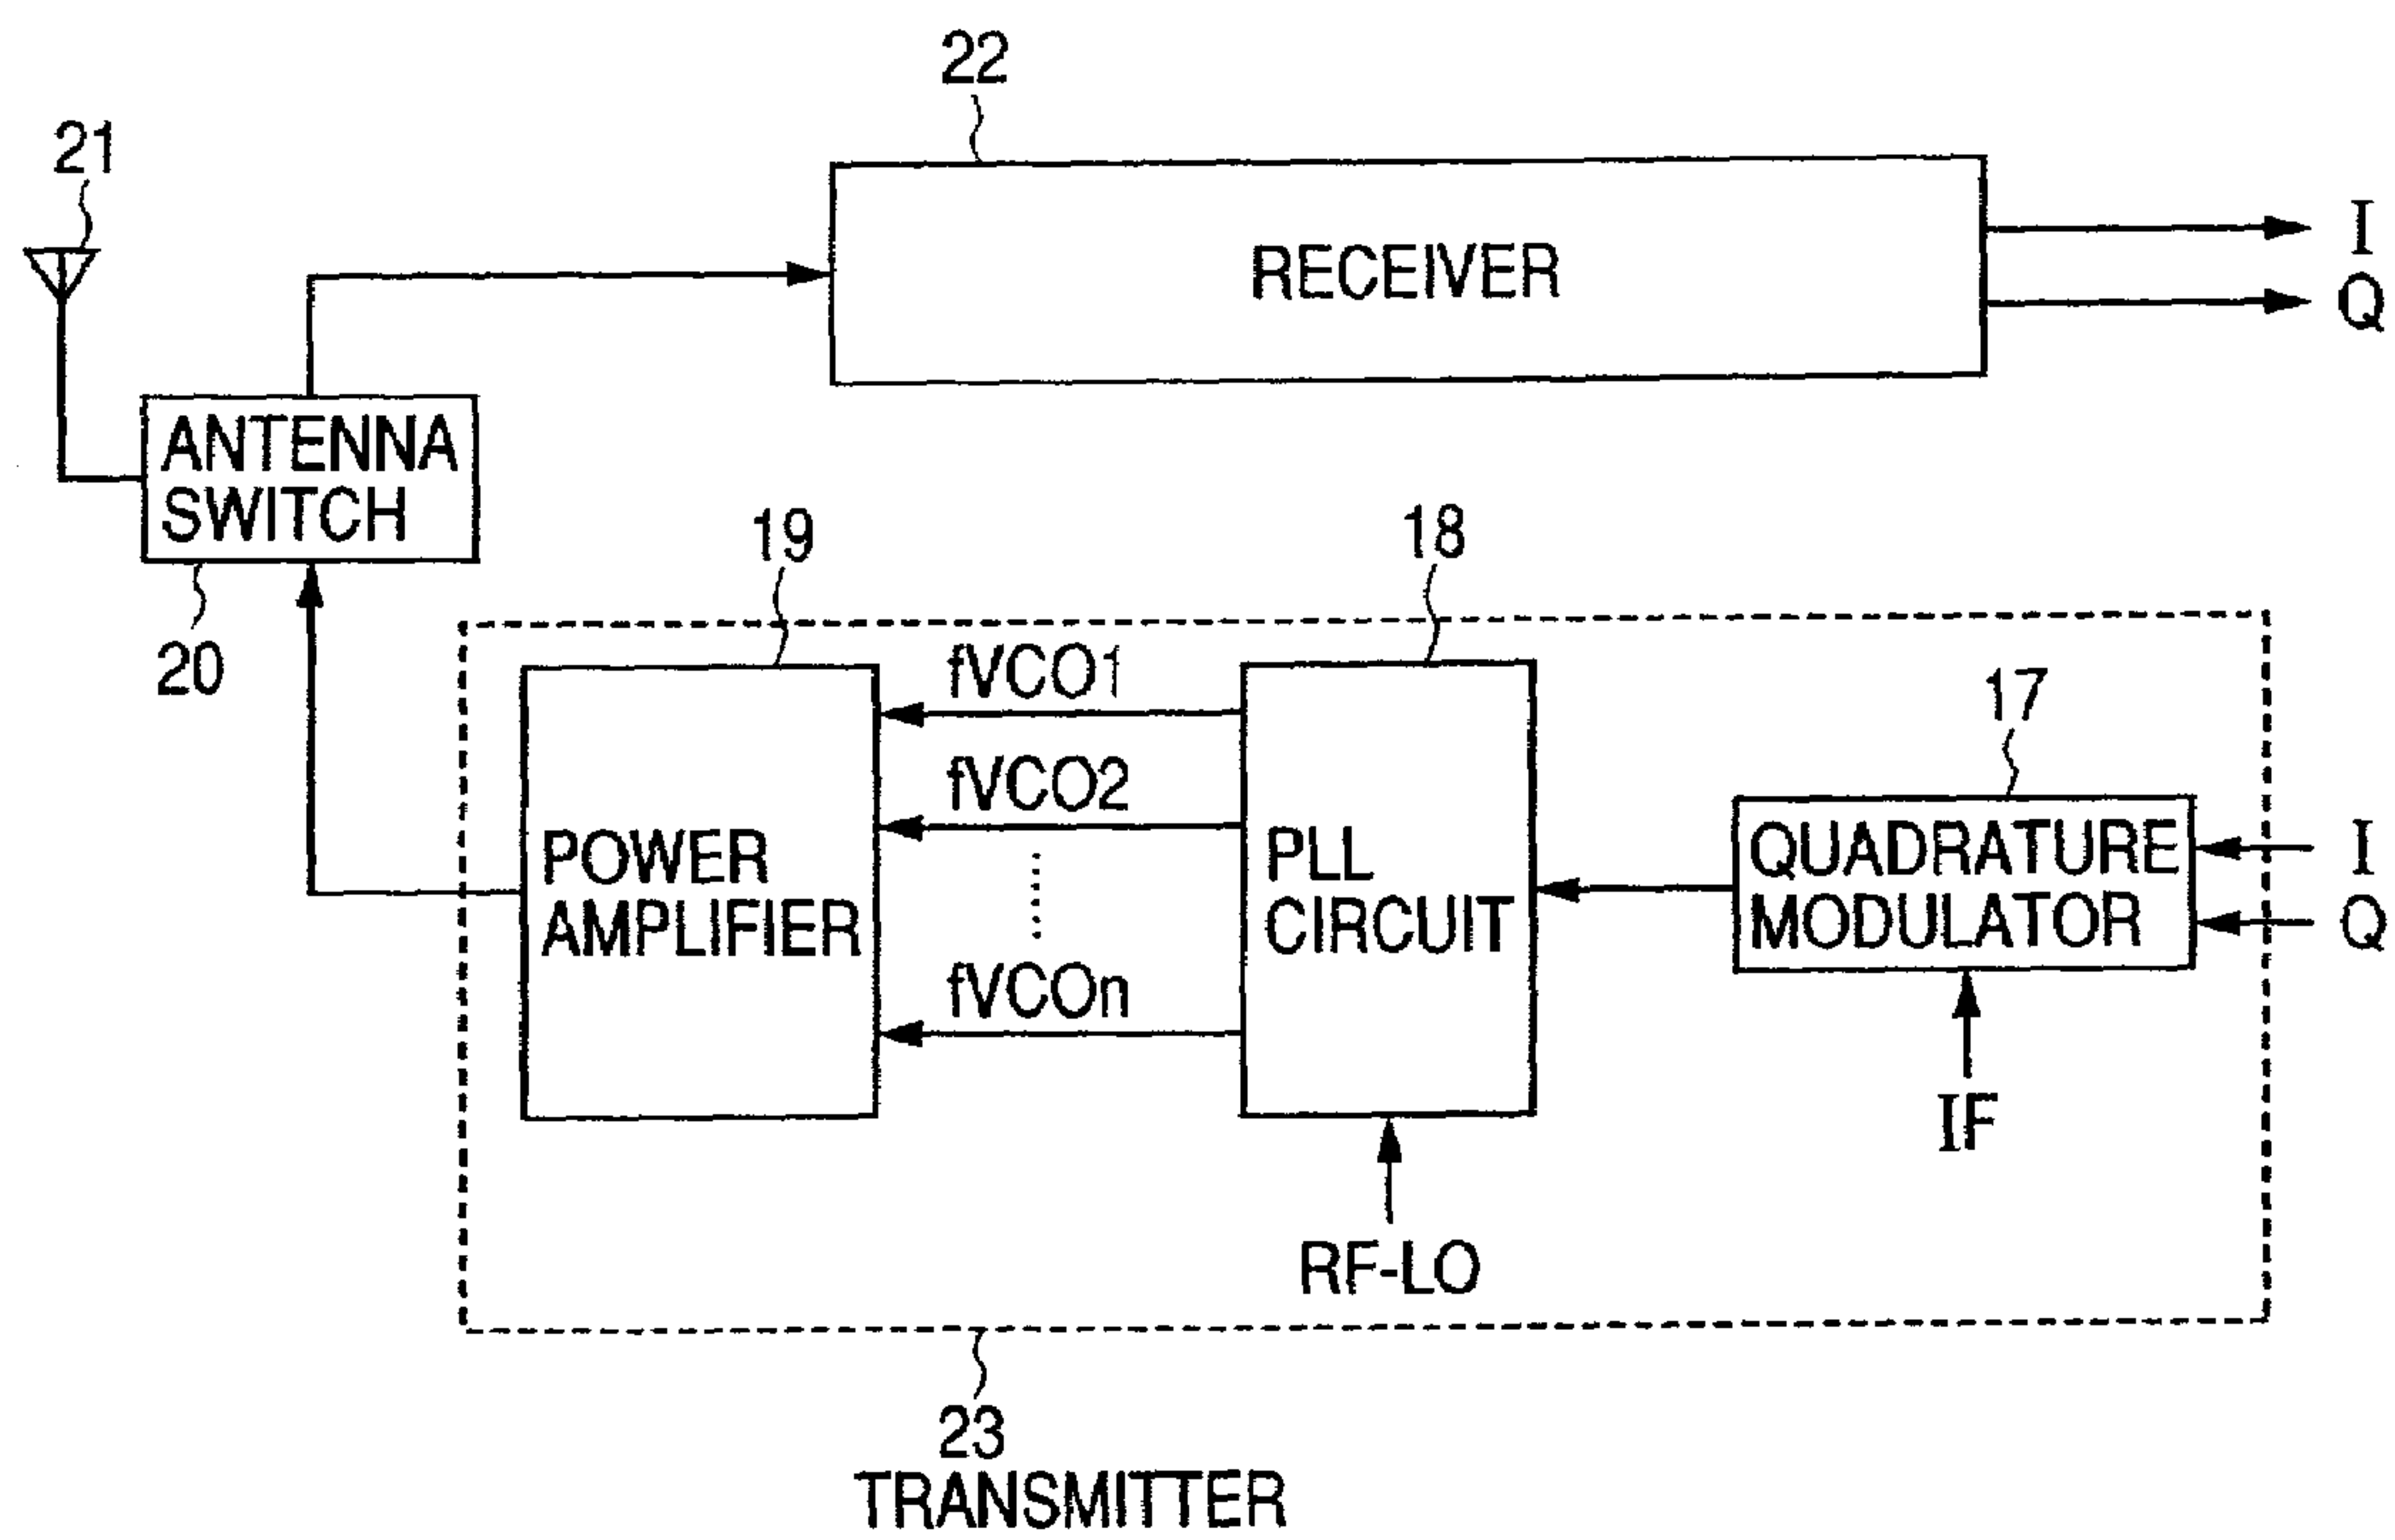 22
21
I
RECEIVER
Q
ANTENNA
SWITCH
20
19
18
fVCO1
17
fVCO2
POWER
AMPLIFIER
PLL
CIRCUIT
QUADRATURE
MODULATOR
I
Q
fVCOn
IF
RF-LO
23
TRANSMITTER